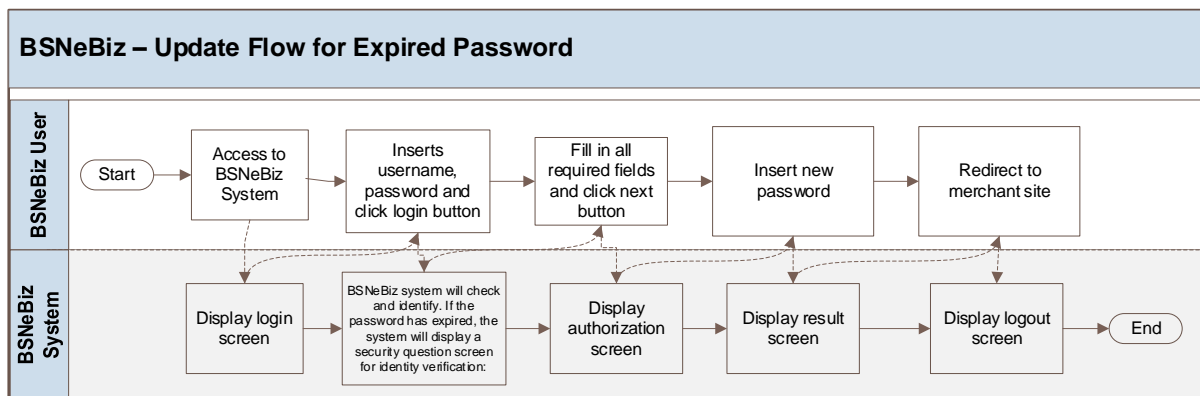 BSNeBiz – Update Flow for Expired Password
BSNeBiz User
Start
Access to
BSNeBiz
System
Inserts
username,
password and
click login button
Fill in all
required fields
and click next
button
Insert new
password
Redirect to
merchant site
BSNeBiz
System
Display login
screen
BSNeBiz system will check
and identify. If the
password has expired, the
system will display a
security question screen
for identity verification:
Display
authorization
screen
Display result
screen
Display logout
screen
End